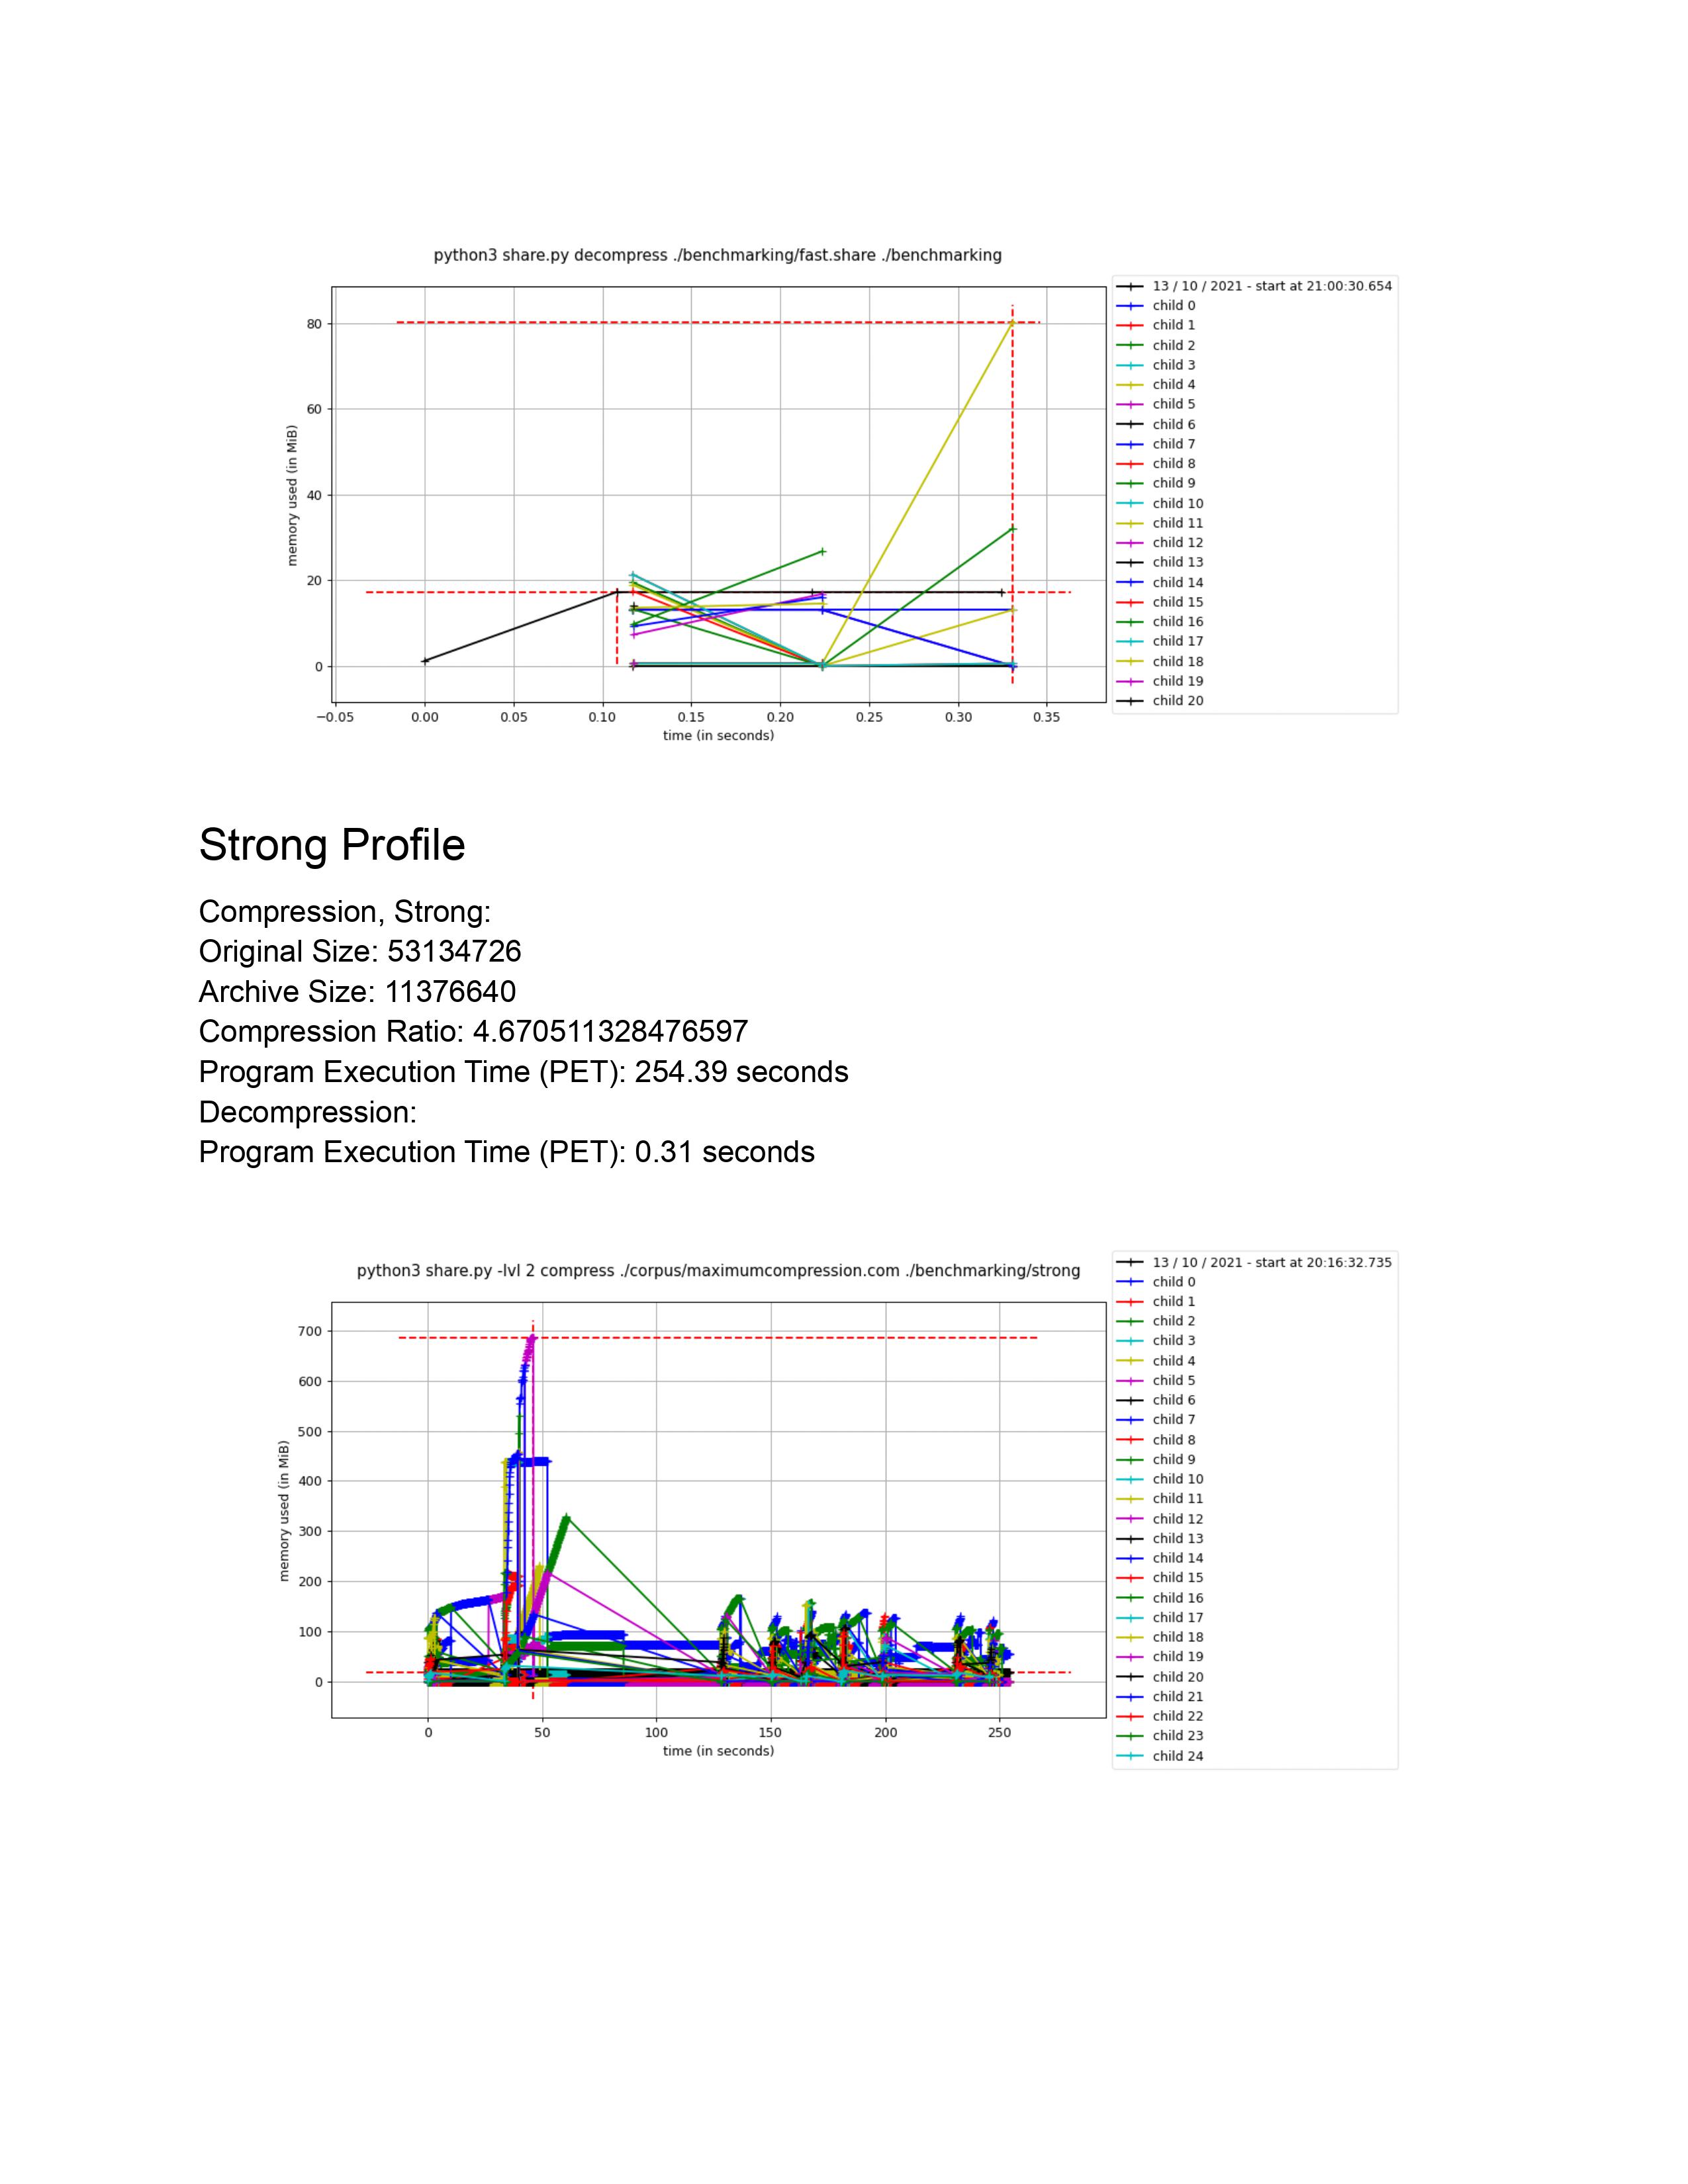 python3 share.py decompress ./benchmarking/fast.share ./benchmarking
13 / 10 / 2021 - start at 21:00:30.654
child 0
child 1
child 2
child 3
child 4
child 5
child 6
child 7
child 8
child 9
child 10
child 11
child 12
child 13
child 14
child 15
child 16
child 17
child 18
child 19
child 20
80
60
40
20
0
memory used (in MiB)
−0.05 0.00 0.05 0.10 0.15 0.20 0.25 0.30 0.35
time (in seconds)
Strong Profile
Compression, Strong:
Original Size: 53134726
Archive Size: 11376640
Compression Ratio: 4.670511328476597
Program Execution Time (PET): 254.39 seconds
Decompression:
Program Execution Time (PET): 0.31 seconds
python3 share.py -lvl 2 compress ./corpus/maximumcompression.com ./benchmarking/strong
13 / 10 / 2021 - start at 20:16:32.735
child 0
child 1
child 2
child 3
child 4
child 5
child 6
child 7
child 8
child 9
child 10
child 11
child 12
child 13
child 14
child 15
child 16
child 17
child 18
child 19
child 20
child 21
child 22
child 23
child 24
700
600
500
400
300
200
100
0
memory used (in MiB)
0 50 100 150 200 250
time (in seconds)